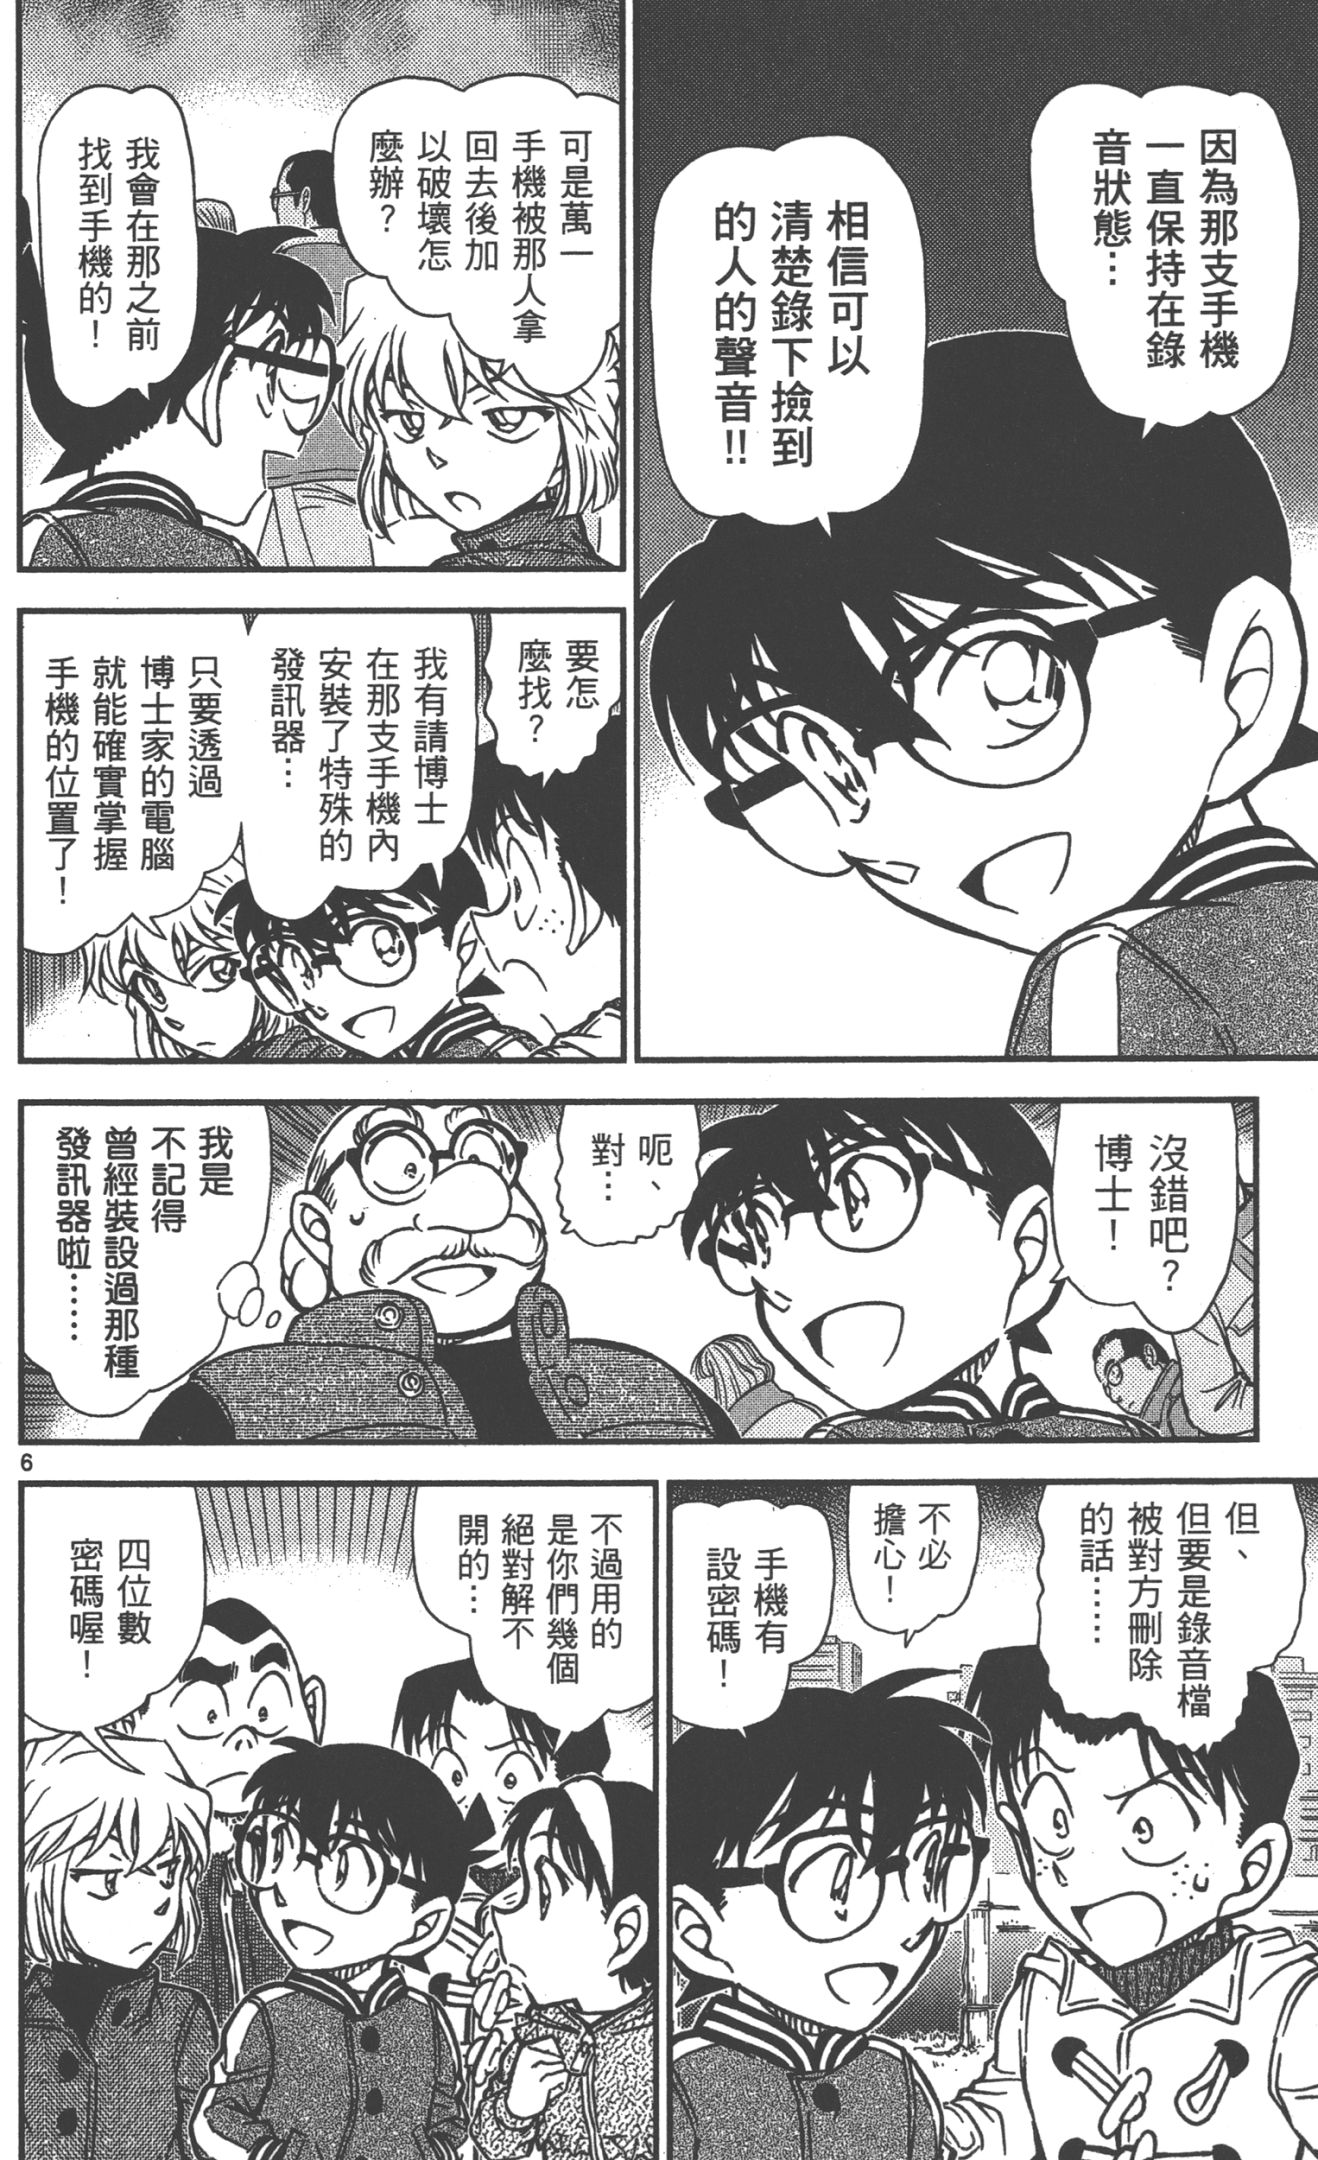 因為那支手機
一直保持在錄
音狀態…
相信可以
清楚錄下撿到
的人的聲音!!
可是萬一
手機被那人拿
回去後加
以破壞怎
麼辦？
我會在那之前
找到手機的！
要怎
麼找？
我有請博士
在那支手機內
安裝了特殊的
發訊器…
只要透過
博士家的電腦
就能確實掌握
手機的位置了！
沒錯吧？
博士！
呃、
對…
我是
不記得
曾經裝設過那種
發訊器啦……
6
但、
但要是錄音檔
被對方刪除
的話……
不必
擔心！
手機有
設密碼！
不過用的
是你們幾個
絕對解不
開的…
四位數
密碼喔！